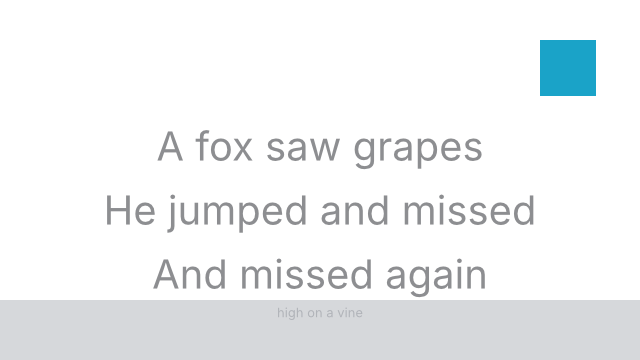 A fox saw grapes
He jumped and missed
And missed again
high on a vine